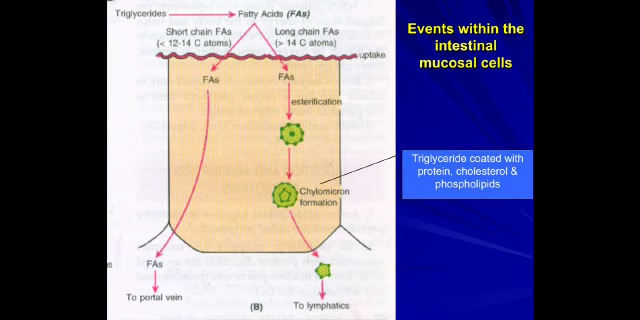 Triglycerides
Fatty Acids (FAs)
Short chain FAs
(< 12-14 C atoms)
Long chain FAs
(> 14 C atoms)
uptake
FAs
FAs
esterification
Chylomicron
formation
FAs
To portal vein
(B)
To lymphatics
Events within the
intestinal
mucosal cells
Triglyceride coated with
protein, cholesterol &
phospholipids